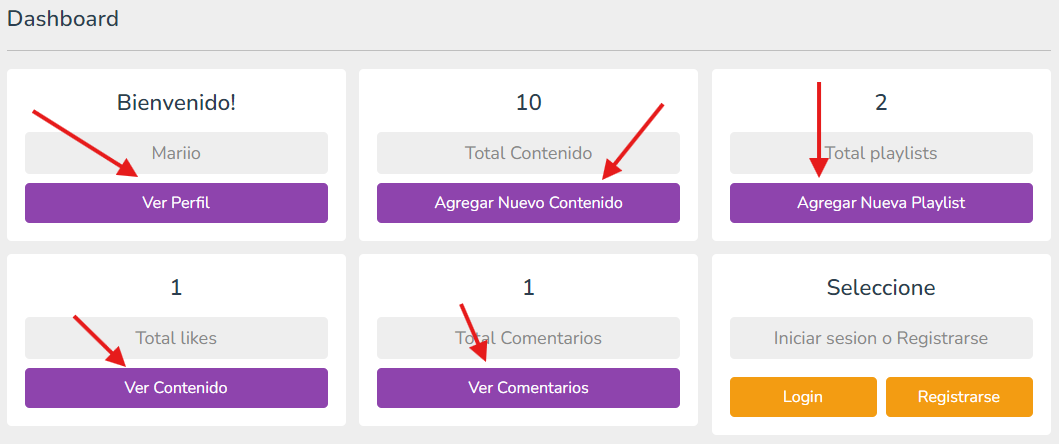 Dashboard
Bienvenido!
Mariio
Ver Perfil
10
Total Contenido
Agregar Nuevo Contenido
2
Total playlists
Agregar Nueva Playlist
1
Total likes
Ver Contenido
1
Total Comentarios
Ver Comentarios
Seleccione
Iniciar sesion o Registrarse
Login
Registrarse